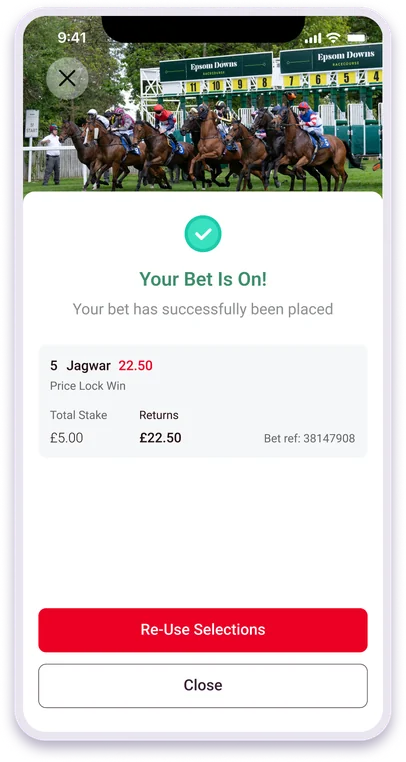 9:41
Epsom Downs
RACECOURSE
Epsom Downs
RACECOURSE
11 10 9 8 7 6 5 4
START
Your Bet Is On!
Your bet has successfully been placed
5 Jagwar 22.50
Price Lock Win
Total Stake Returns
£5.00 £22.50 Bet ref: 38147908
Re-Use Selections
Close